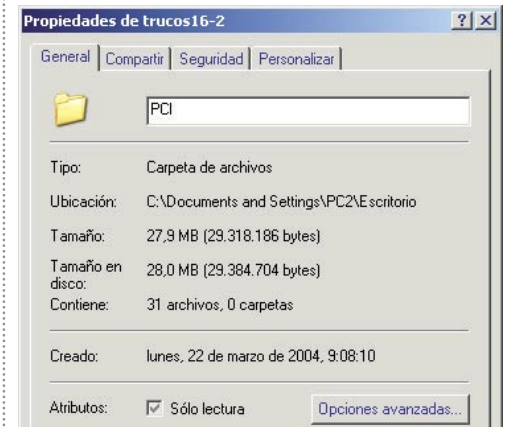 Propiedades de trucos16-2
General Compartir Seguridad Personalizar
PCI
Tipo: Carpeta de archivos
Ubicación: C:\Documents and Settings\PC2\Escritorio
Tamaño: 27,9 MB (29.318.186 bytes)
Tamaño en disco: 28,0 MB (29.384.704 bytes)
Contiene: 31 archivos, 0 carpetas
Creado: lunes, 22 de marzo de 2004, 9:08:10
Atributos: Sólo lectura Opciones avanzadas...